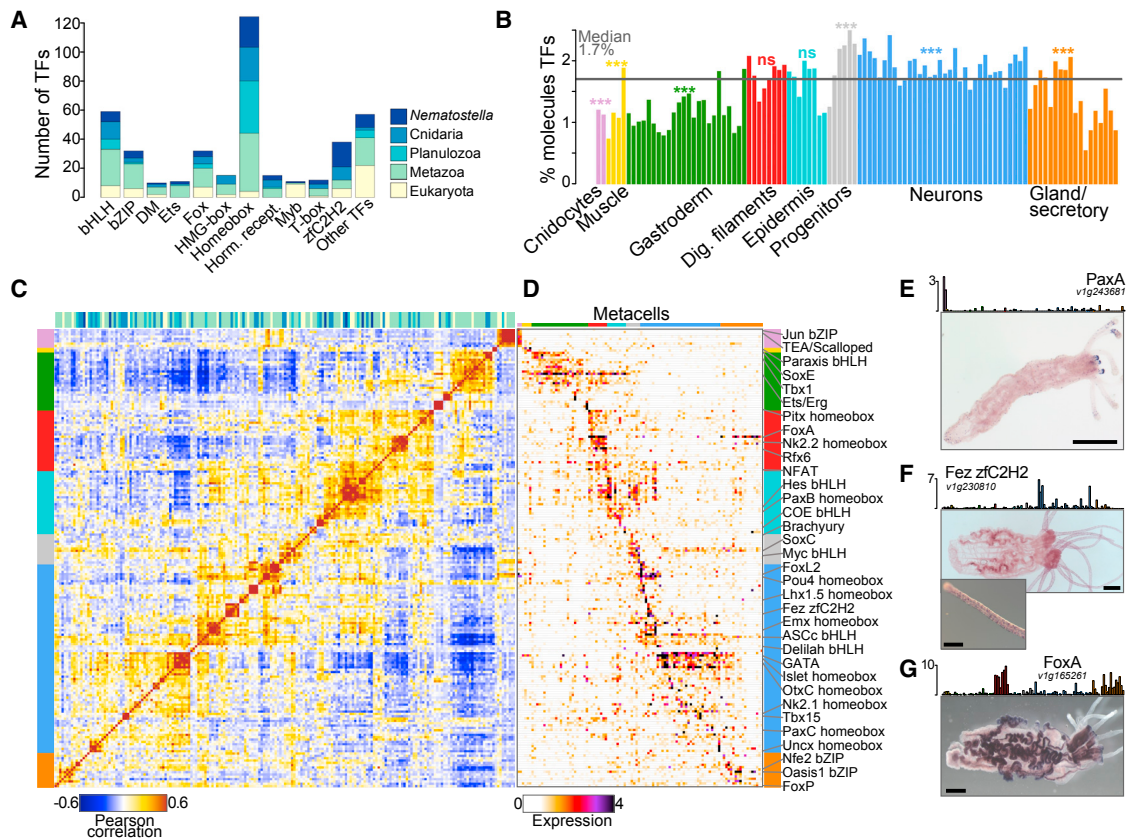 A
Number of TFs
120
100
80
60
40
20
0
Nematostella
Cnidaria
Planulozoa
Metazoa
Eukaryota
bHLH
bZIP
DM
Ets
Fox
HMG-box
Homeobox
Horm. recept.
Myb
T-box
zfC2H2
Other TFs
B
% molecules TFs
2
1
0
Median
1.7%
***
***
***
ns
ns
***
***
***
Cnidocytes
Muscle
Gastroderm
Dig. filaments
Epidermis
Progenitors
Neurons
Gland/
secretory
C
-0.6
0.6
Pearson
correlation
D
Metacells
Jun bZIP
TEA/Scalloped
Paraxis bHLH
SoxE
Tbx1
Ets/Erg
Pitx homeobox
FoxA
Nk2.2 homeobox
Rfx6
NFAT
Hes bHLH
PaxB homeobox
COE bHLH
Brachyury
SoxC
Myc bHLH
FoxL2
Pou4 homeobox
Lhx1.5 homeobox
Fez zfC2H2
Emx homeobox
ASCc bHLH
Delilah bHLH
GATA
Islet homeobox
OtxC homeobox
Nk2.1 homeobox
Tbx15
PaxC homeobox
Uncx homeobox
Nfe2 bZIP
Oasis1 bZIP
FoxP
0
4
Expression
E
3
PaxA
v1g243681
F
7
Fez zfC2H2
v1g230810
G
10
FoxA
v1g165261